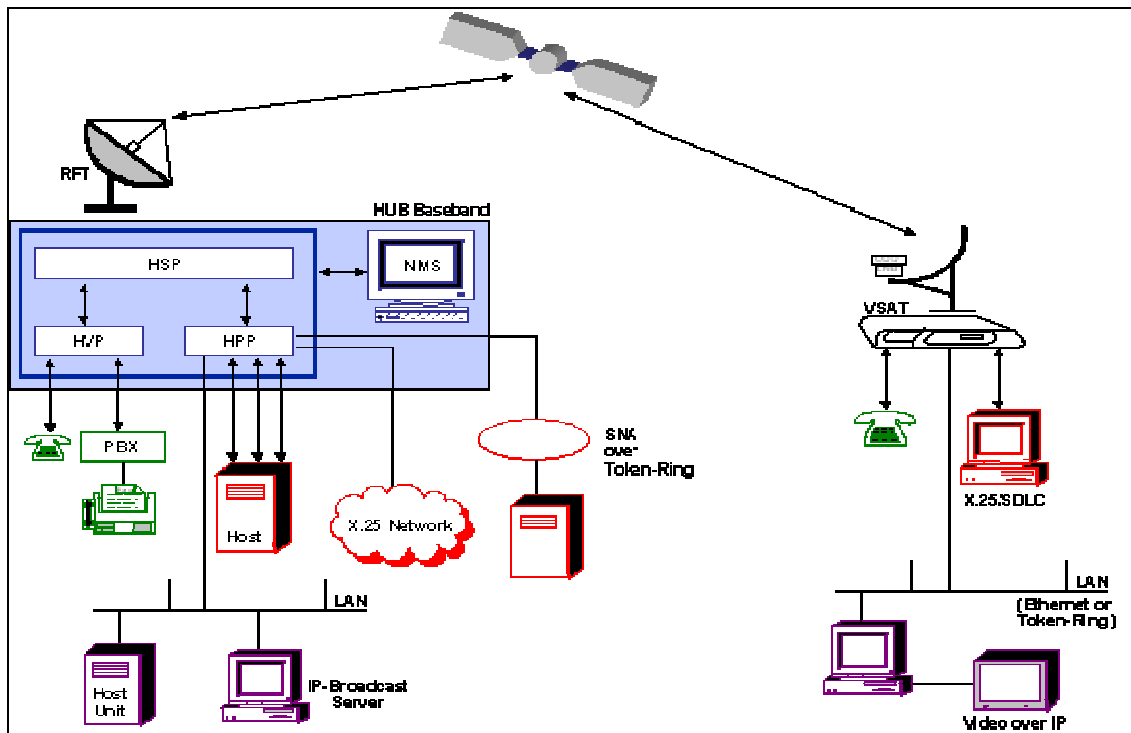 RFT
HUB Baseband
HSP
NMS
HVP
HPP
PBX
Host
X.25 Network
SNA
over
Token-Ring
LAN
Host
Unit
IP-Broadcast
Server
VSAT
X.25/SDLC
LAN
(Ethernet or
Token-Ring)
Video over IP